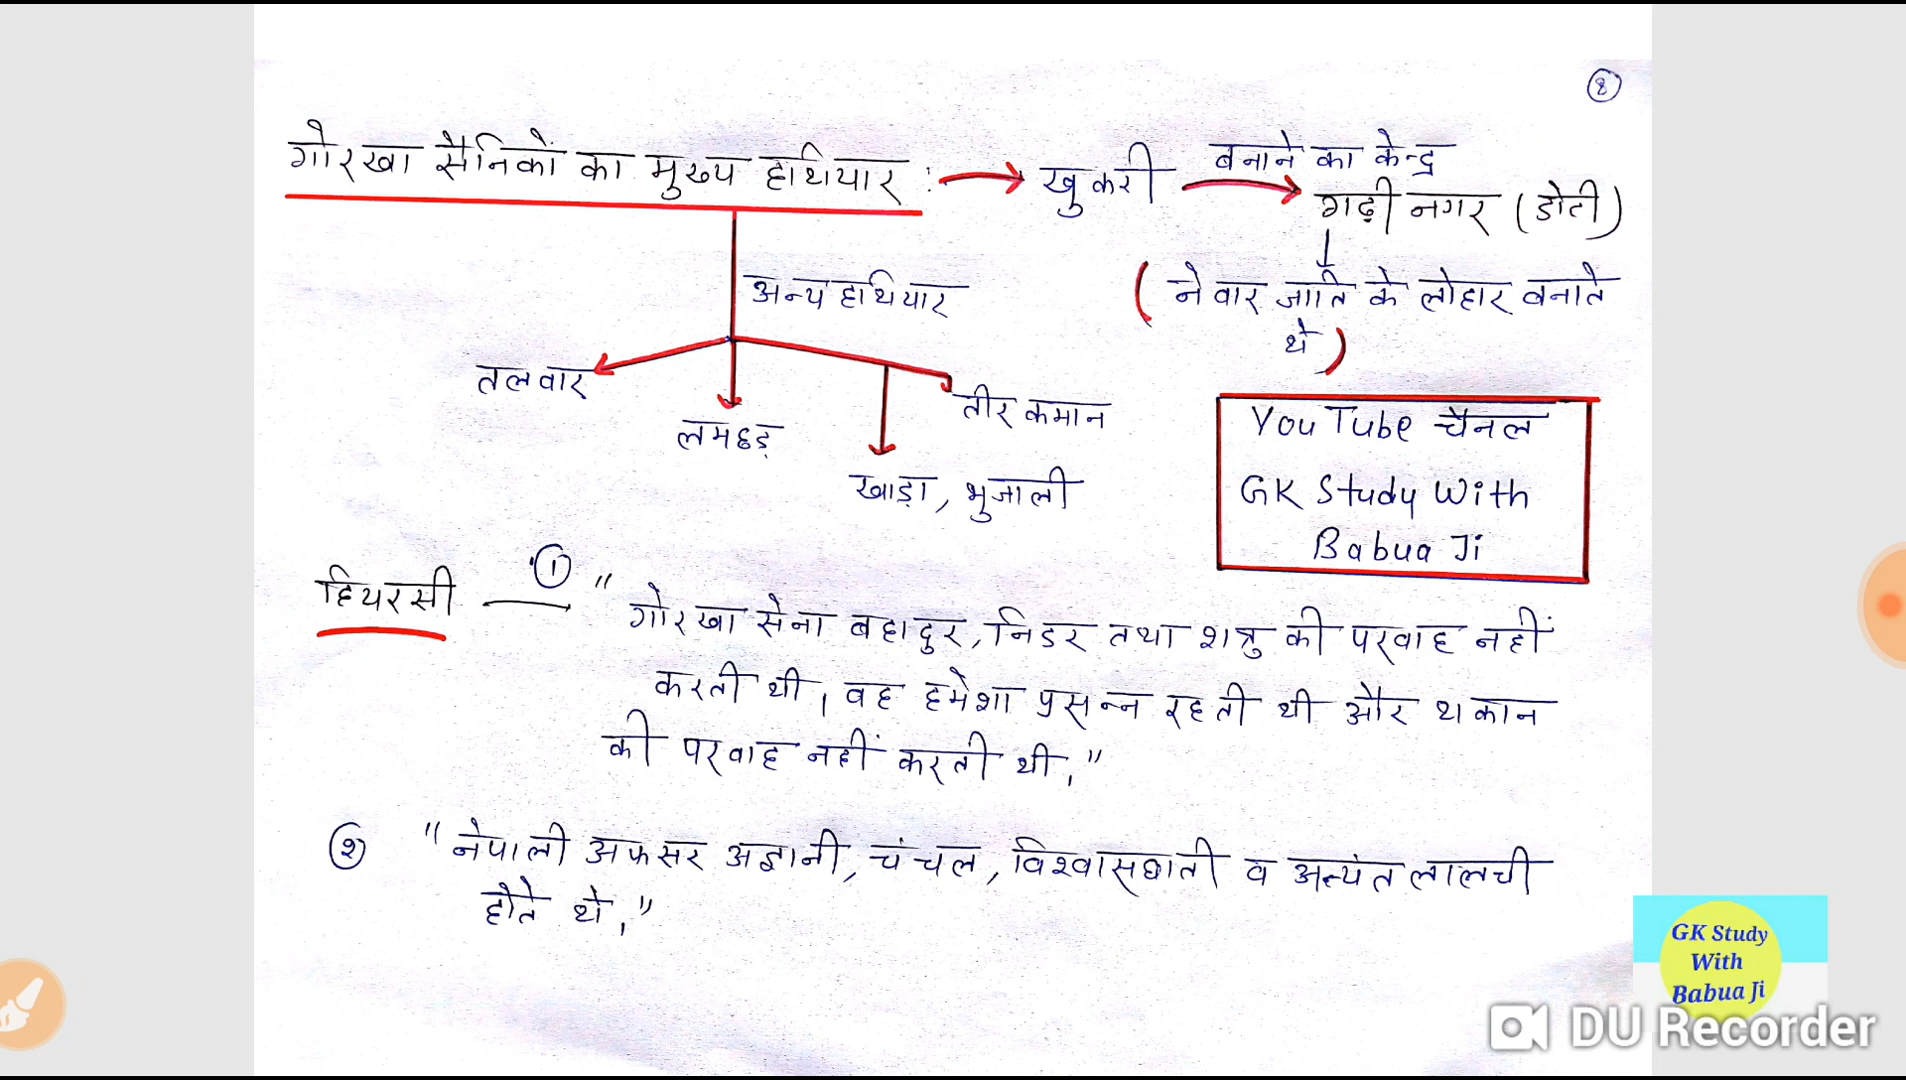 8
गोरखा सैनिकों का मुख्य हथियार : खुकरी बनाने का केन्द्र
गढ़ी नगर (डोटी)
(नेवार जाति के लोहार बनाते
थे)
अन्य हथियार
तलवार
लमछड़
खाड़ा, भुजाली
तीर कमान
YouTube चैनल
GK Study With
Babua Ji
हियरसी
① "गोरखा सेना बहादुर, निडर तथा शत्रु की परवाह नहीं
करती थी। वह हमेशा प्रसन्न रहती थी और थकान
की परवाह नहीं करती थी।"
② "नेपाली अफसर अज्ञानी, चंचल, विश्वासघाती व अत्यंत लालची
होते थे।"
GK Study
With
Babua Ji
DU Recorder